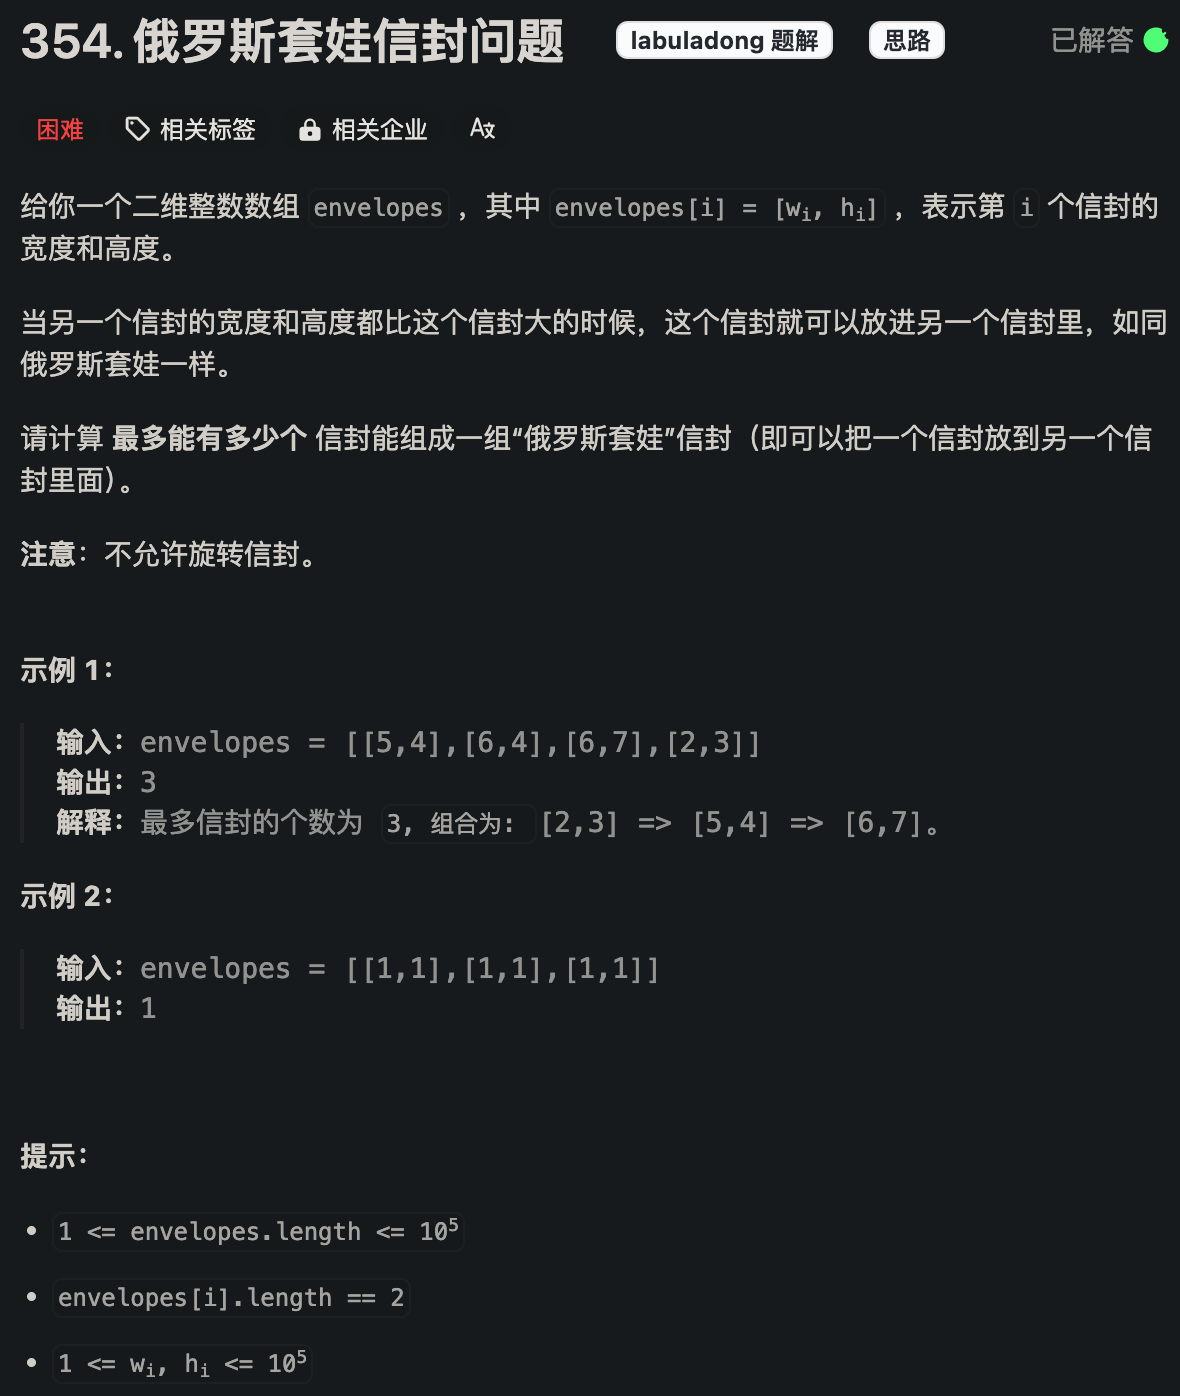 354. 俄罗斯套娃信封问题 labuladong 题解 思路 已解答
困难 相关标签 相关企业 A文
给你一个二维整数数组 envelopes ，其中 envelopes[i] = [wi, hi] ，表示第 i 个信封的
宽度和高度。
当另一个信封的宽度和高度都比这个信封大的时候，这个信封就可以放进另一个信封里，如同
俄罗斯套娃一样。
请计算 最多能有多少个 信封能组成一组“俄罗斯套娃”信封（即可以把一个信封放到另一个信
封里面）。
注意：不允许旋转信封。
示例 1：
输入：envelopes = [[5,4],[6,4],[6,7],[2,3]]
输出：3
解释：最多信封的个数为 3, 组合为: [2,3] => [5,4] => [6,7]。
示例 2：
输入：envelopes = [[1,1],[1,1],[1,1]]
输出：1
提示：
• 1 <= envelopes.length <= 10⁵
• envelopes[i].length == 2
• 1 <= wi, hi <= 10⁵